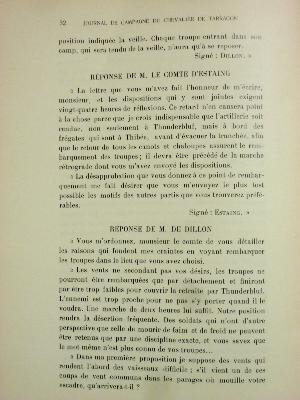 52 JOURNAL DE CAMPAGNE DU CHEVALIER DE TARRAGON
position indiquée la veille. Chaque troupe entrant dans son
camp, qui sera tendu de la veille, n'aura qu'à se reposer.
Signé : DILLON. »
RÉPONSE DE M. LE COMTE D'ESTAING
« La lettre que vous m'avez fait l'honneur de m'écrire,
monsieur, et les dispositions qui y sont jointes exigent
vingt-quatre heures de réflexions. Ce retard n'en causera point
à la chose parce que je crois indispensable que l'artillerie soit
rendue, non seulement à Thunderbluf, mais à bord des
frégates qui sont à Thibée, avant d'évacuer la tranchée, afin
que le retour de tous les canots et chaloupes assurent le rem-
barquement des troupes; il devra être précédé de la marche
rétrograde dont vous m'avez envoyé les dispositions.
» La désapprobation que vous donnez à ce point de rembar-
quement me fait désirer que vous m'envoyiez le plus tost
possible les motifs des autres partis que vous trouverez préfé-
rables.
Signé : ESTAING. »
REPONSE DE M. DE DILLON
« Vous m'ordonnez, monsieur le comte de vous détailler
les raisons qui fondent mes craintes en voyant rembarquer
les troupes dans le lieu que vous avez choisi.
» Les vents ne secondant pas vos désirs, les troupes ne
pourront être rembarquées que par détachement et finiront
par être trop faibles pour couvrir la retraite par Thunderbluf.
L'ennemi est trop proche pour ne pas s'y porter quand il le
voudra. Une marche de deux heures lui suffit. Notre position
rendra la désertion fréquente. Des soldats qui n'ont d'autre
perspective que celle de mourir de faim et de froid ne peuvent
être retenus que par une discipline exacte, et vous savez que
le mot même n'est plus connu de vos troupes...
» Dans ma première proposition je suppose des vents qui
rendent l'abord des vaisseaux difficile ; s'il vient un de ces
coups de vent communs dans les parages où mouille votre
escadre, qu'arrivera-t-il ?